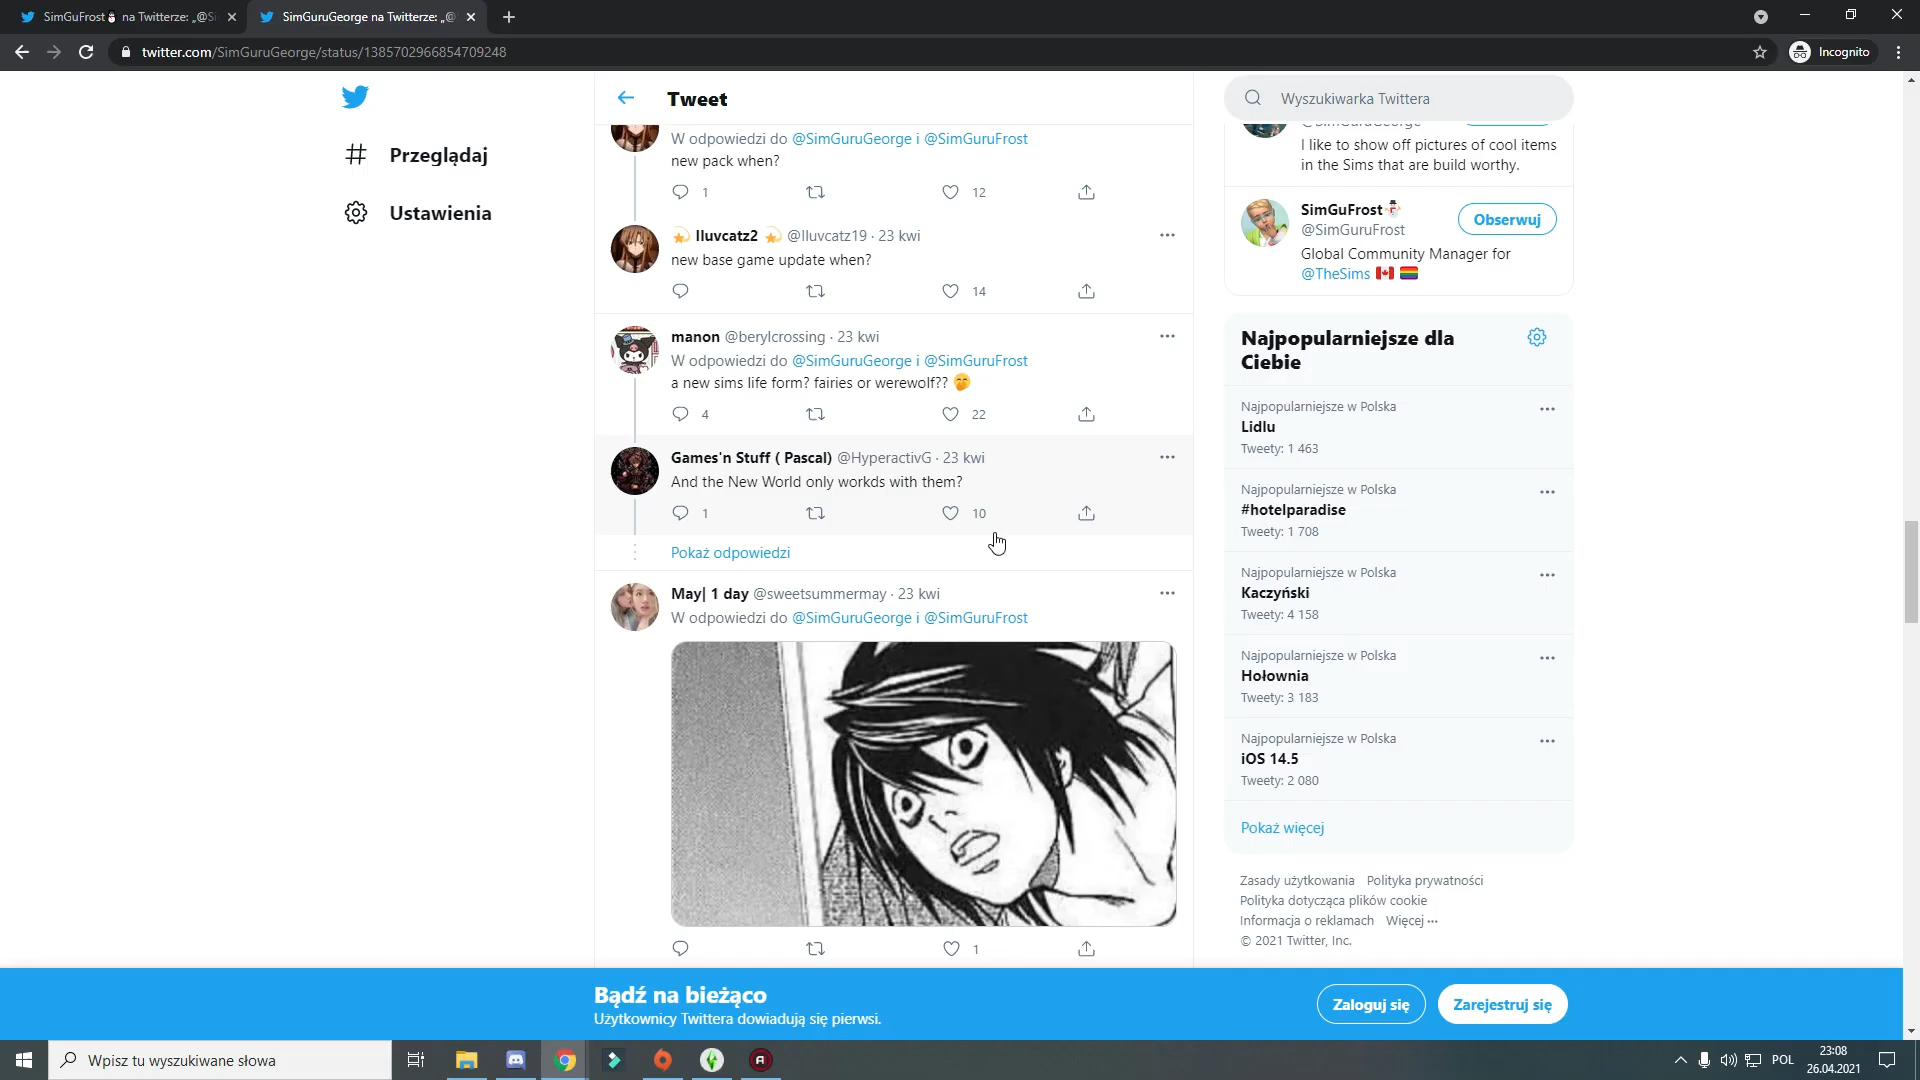 SimGuFrost⛄ na Twitterze: „@Si
SimGuruGeorge na Twitterze: „@
twitter.com/SimGuruGeorge/status/1385702966854709248
Incognito
Przeglądaj
Ustawienia
Tweet
W odpowiedzi do @SimGuruGeorge i @SimGuruFrost
new pack when?
1
12
💫 lluvcatz2 💫 @lluvcatz19 · 23 kwi
new base game update when?
14
manon @berylcrossing · 23 kwi
W odpowiedzi do @SimGuruGeorge i @SimGuruFrost
a new sims life form? fairies or werewolf?? 🤭
4
22
Games'n Stuff ( Pascal) @HyperactivG · 23 kwi
And the New World only workds with them?
1
10
Pokaż odpowiedzi
May| 1 day @sweetsummermay · 23 kwi
W odpowiedzi do @SimGuruGeorge i @SimGuruFrost
1
Wyszukiwarka Twittera
@SimGuruGeorge
I like to show off pictures of cool items
in the Sims that are build worthy.
SimGuFrost⛄
@SimGuruFrost
Obserwuj
Global Community Manager for
@TheSims 🇨🇦 🏳️‍🌈
Najpopularniejsze dla
Ciebie
Najpopularniejsze w Polska
Lidlu
Tweety: 1 463
Najpopularniejsze w Polska
#hotelparadise
Tweety: 1 708
Najpopularniejsze w Polska
Kaczyński
Tweety: 4 158
Najpopularniejsze w Polska
Hołownia
Tweety: 3 183
Najpopularniejsze w Polska
iOS 14.5
Tweety: 2 080
Pokaż więcej
Zasady użytkowania Polityka prywatności
Polityka dotycząca plików cookie
Informacja o reklamach Więcej ···
© 2021 Twitter, Inc.
Bądź na bieżąco
Użytkownicy Twittera dowiadują się pierwsi.
Zaloguj się
Zarejestruj się
Wpisz tu wyszukiwane słowa
POL
23:08
26.04.2021